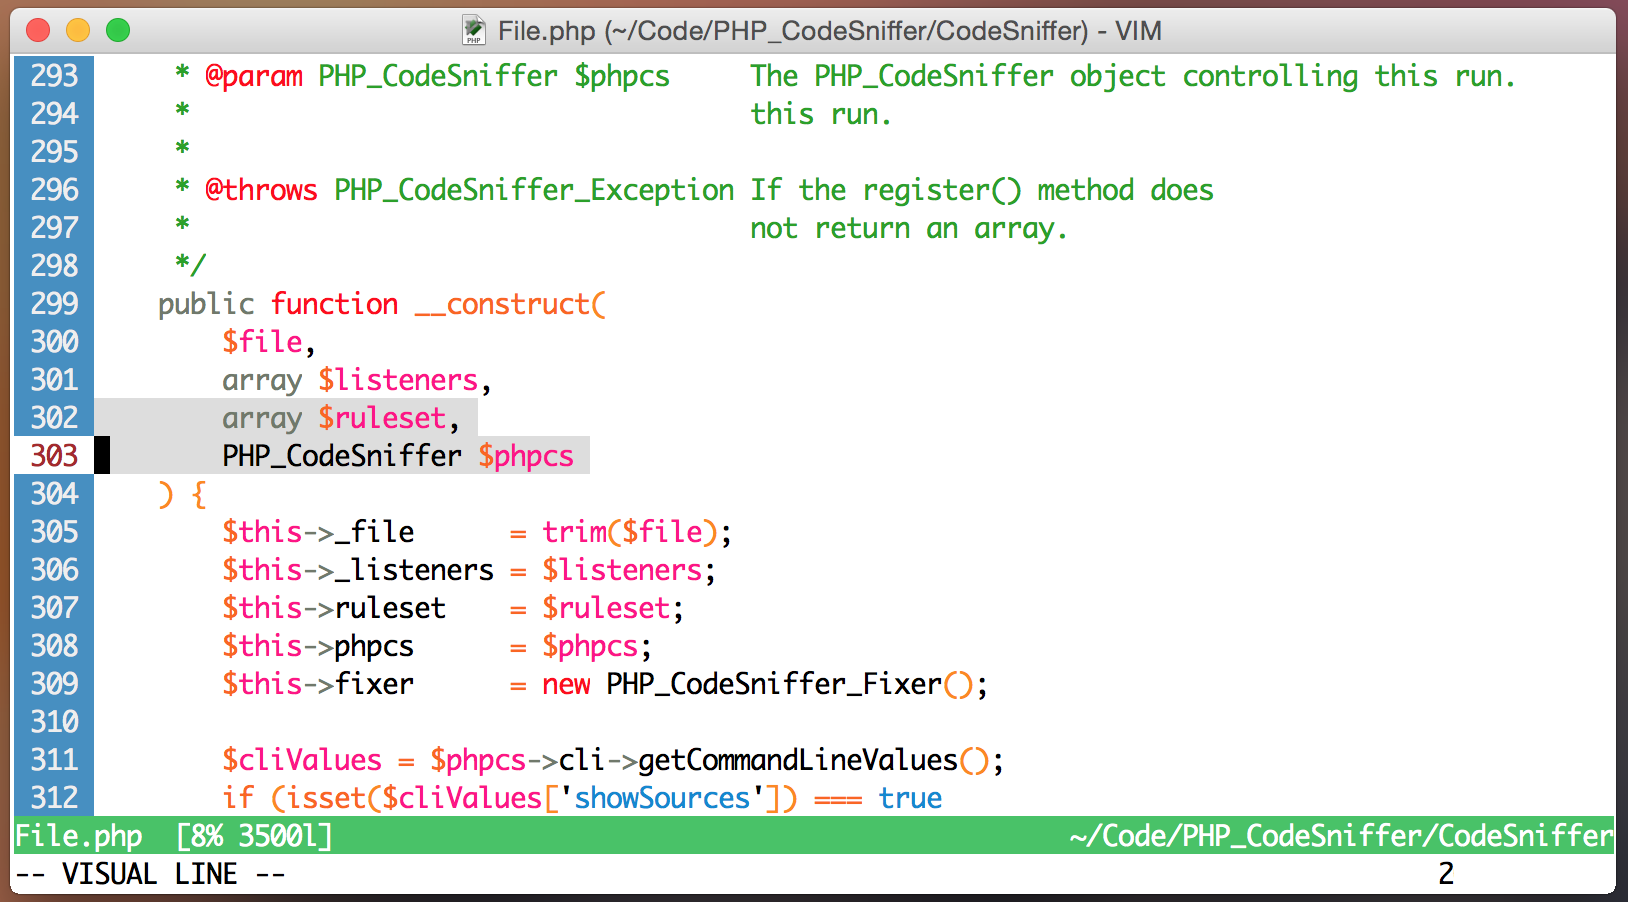 File.php (~/Code/PHP_CodeSniffer/CodeSniffer) - VIM
PHP
293      * @param PHP_CodeSniffer $phpcs     The PHP_CodeSniffer object controlling this run.
294      *                                   this run.
295      *
296      * @throws PHP_CodeSniffer_Exception If the register() method does
297      *                                   not return an array.
298      */
299     public function __construct(
300         $file,
301         array $listeners,
302         array $ruleset,
303         PHP_CodeSniffer $phpcs
304     ) {
305         $this->_file      = trim($file);
306         $this->_listeners = $listeners;
307         $this->ruleset    = $ruleset;
308         $this->phpcs      = $phpcs;
309         $this->fixer      = new PHP_CodeSniffer_Fixer();
310
311         $cliValues = $phpcs->cli->getCommandLineValues();
312         if (isset($cliValues['showSources']) === true
File.php  [8% 3500l]                                              ~/Code/PHP_CodeSniffer/CodeSniffer
-- VISUAL LINE --                                                                        2